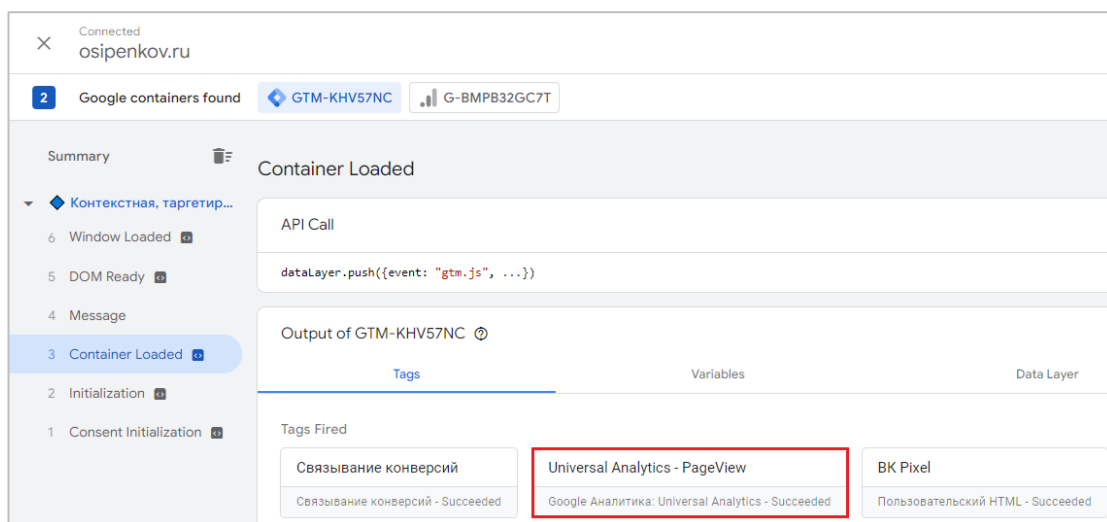 Connected
osipenkov.ru
2 Google containers found GTM-KHV57NC G-BMPB32GC7T
Summary
Контекстная, таргетир...
6 Window Loaded
5 DOM Ready
4 Message
3 Container Loaded
2 Initialization
1 Consent Initialization
Container Loaded
API Call
dataLayer.push({event: "gtm.js", ...})
Output of GTM-KHV57NC
Tags Variables Data Layer
Tags Fired
Связывание конверсий
Связывание конверсий - Succeeded
Universal Analytics - PageView
Google Аналитика: Universal Analytics - Succeeded
ВК Pixel
Пользовательский HTML - Succeeded